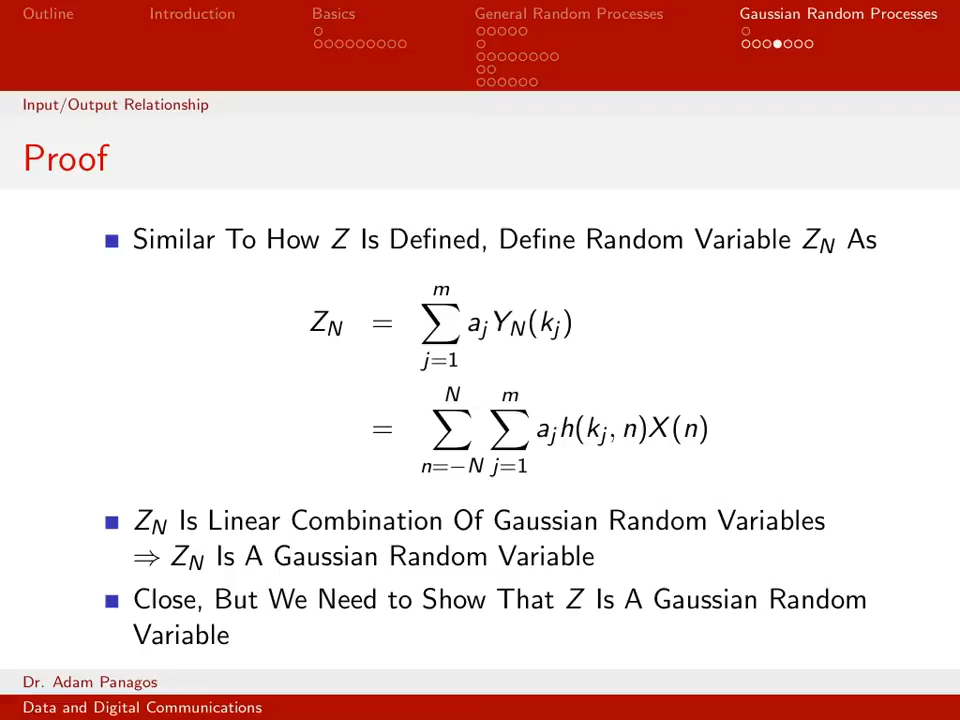 Outline Introduction Basics General Random Processes Gaussian Random Processes
Input/Output Relationship
Proof
Similar To How Z Is Defined, Define Random Variable Z_N As
Z_N = \sum_{j=1}^{m} a_j Y_N(k_j)
= \sum_{n=-N}^{N} \sum_{j=1}^{m} a_j h(k_j, n)X(n)
Z_N Is Linear Combination Of Gaussian Random Variables
⇒ Z_N Is A Gaussian Random Variable
Close, But We Need to Show That Z Is A Gaussian Random
Variable
Dr. Adam Panagos
Data and Digital Communications